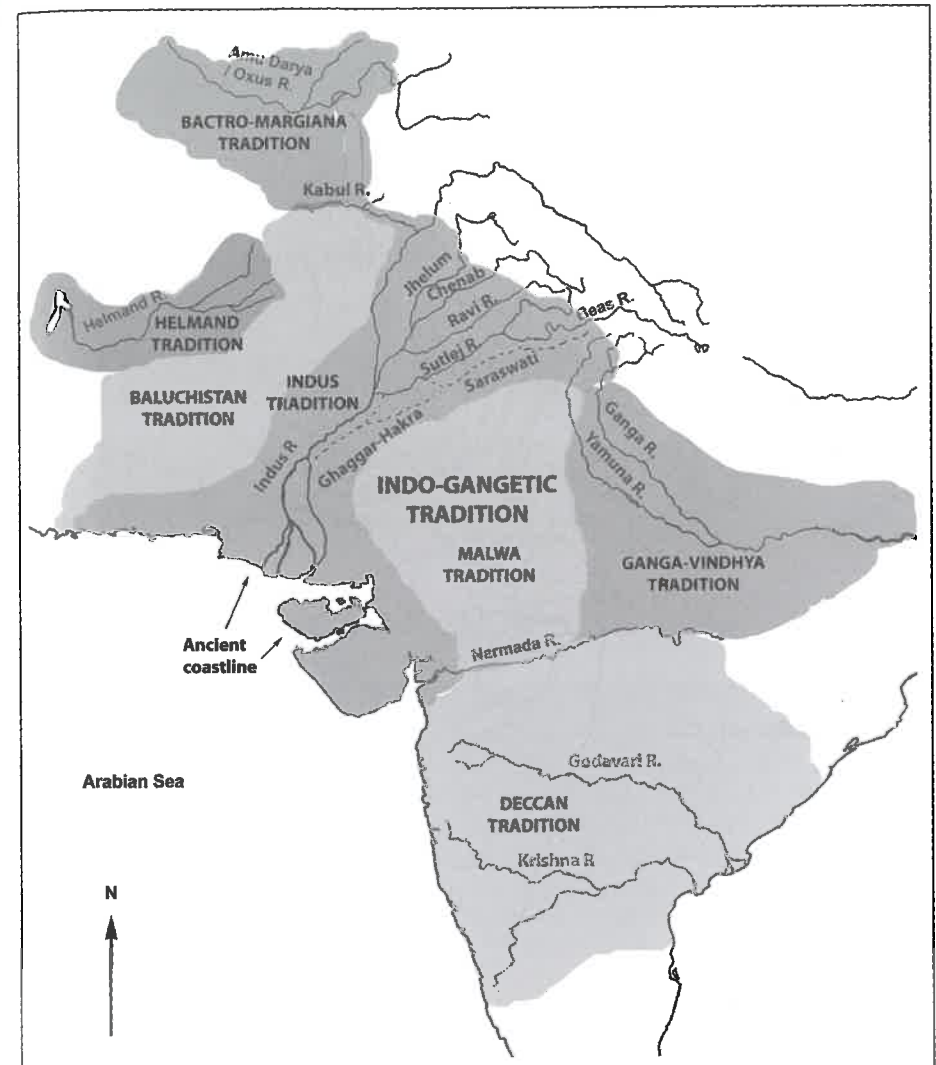 Amu Darya
/ Oxus R.
BACTRO-MARGIANA
TRADITION
Kabul R.
Jhelum
Chenab
Ravi R.
Beas R.
Helmand R.
HELMAND
TRADITION
Sutlej R
Saraswati
INDUS
TRADITION
BALUCHISTAN
TRADITION
Ganga R.
Yamuna R.
Indus R
Ghaggar-Hakra
INDO-GANGETIC
TRADITION
MALWA
TRADITION
GANGA-VINDHYA
TRADITION
Ancient
coastline
Nermada R.
Arabian Sea
Godavari R.
DECCAN
TRADITION
Krishna R
N